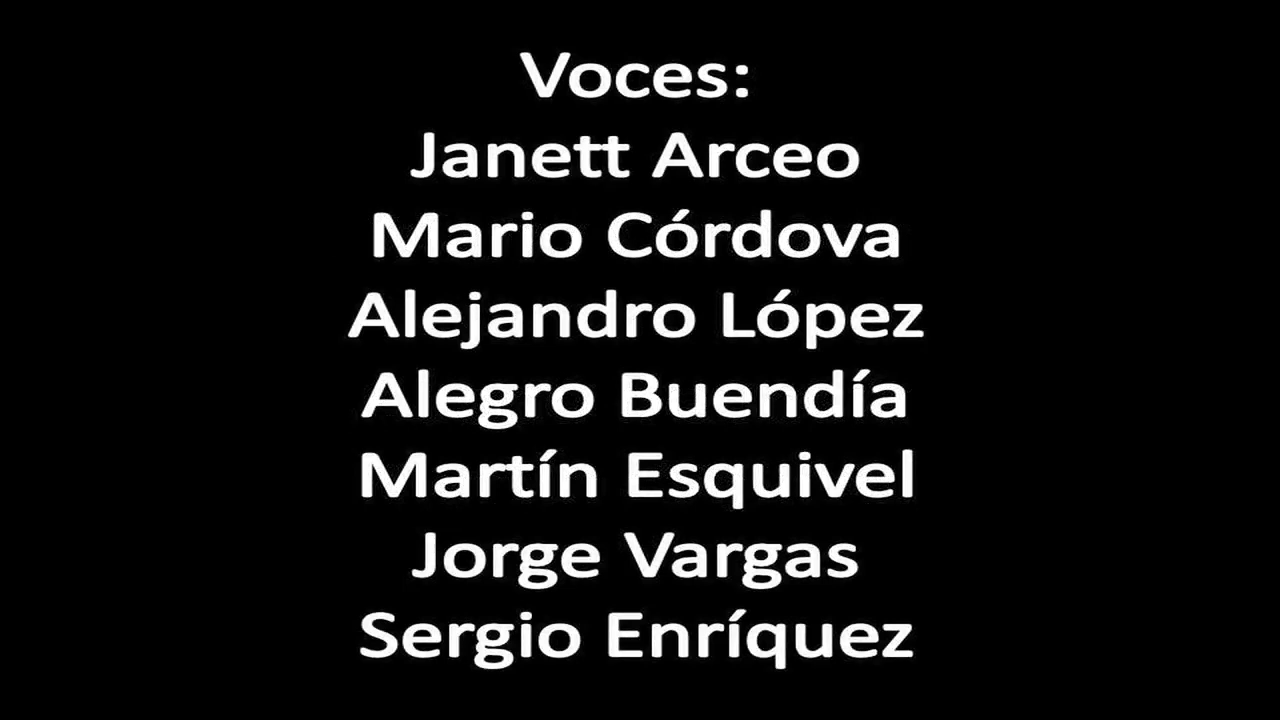 Voces:
Janett Arceo
Mario Córdova
Alejandro López
Alegro Buendía
Martín Esquivel
Jorge Vargas
Sergio Enríquez